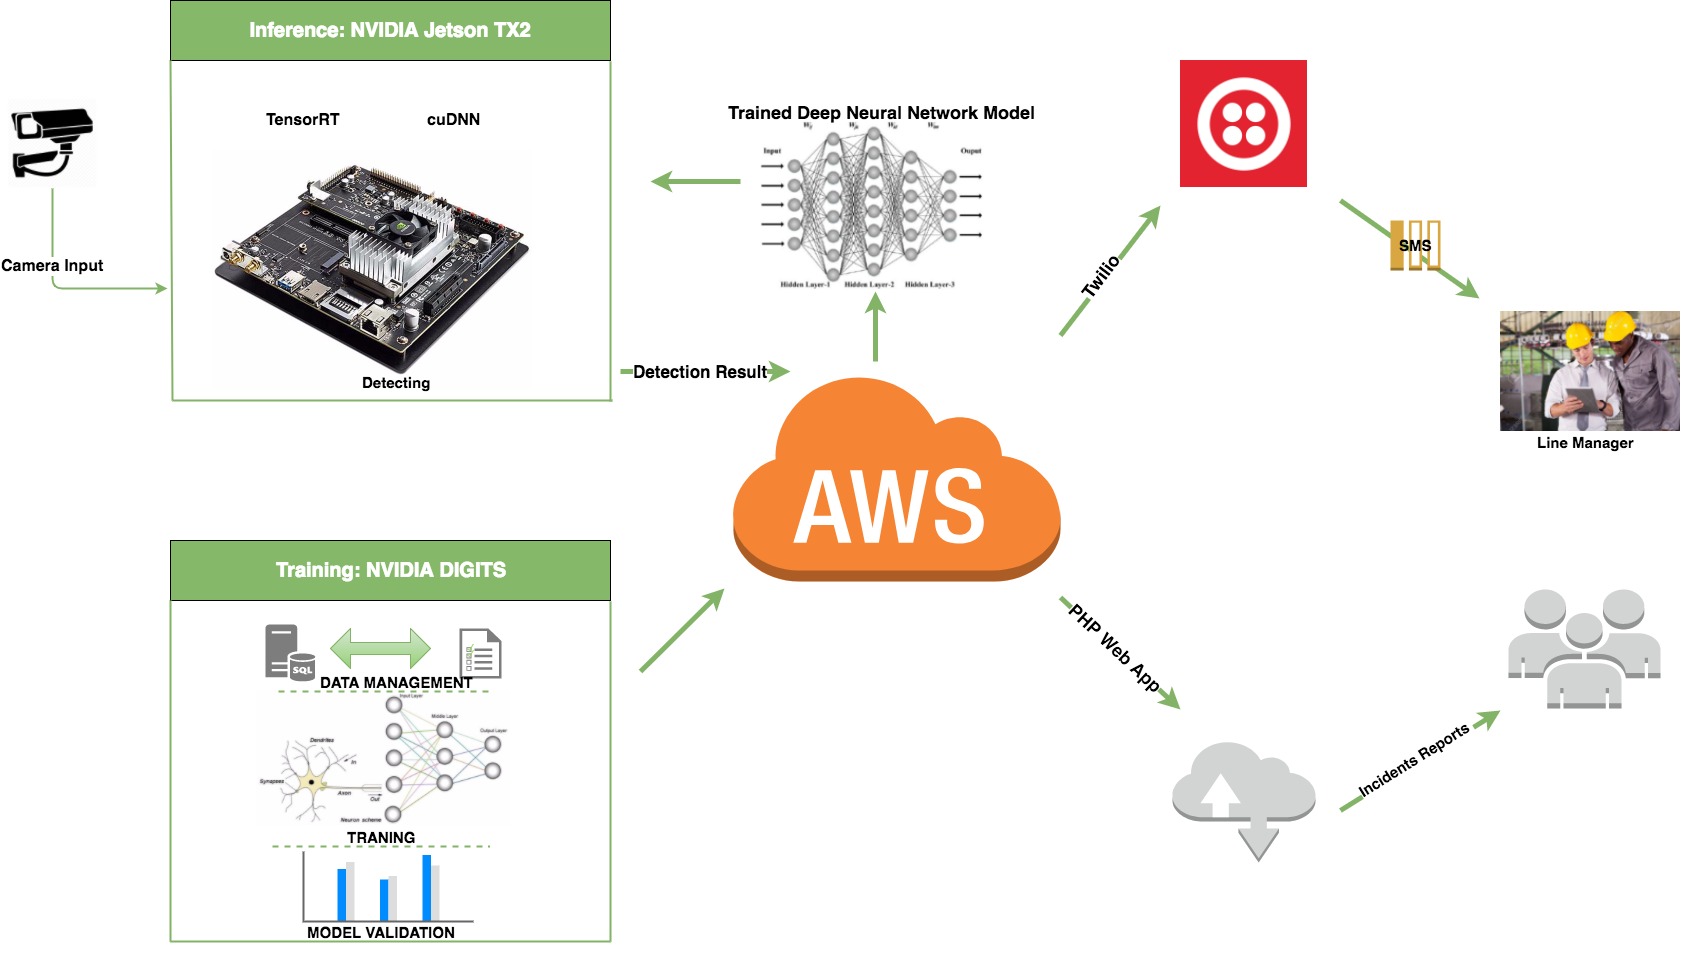 Inference: NVIDIA Jetson TX2
TensorRT
cuDNN
Detecting
Camera Input
Trained Deep Neural Network Model
Input
Ouput
Hidden Layer-1
Hidden Layer-2
Hidden Layer-3
Detection Result
AWS
Twilio
SMS
Line Manager
PHP Web App
Incidents Reports
Training: NVIDIA DIGITS
SQL
DATA MANAGEMENT
Input Layer
Middle Layer
Output Layer
Dendrites
In
Synapses
Axon
Out
Neuron scheme
TRANING
MODEL VALIDATION